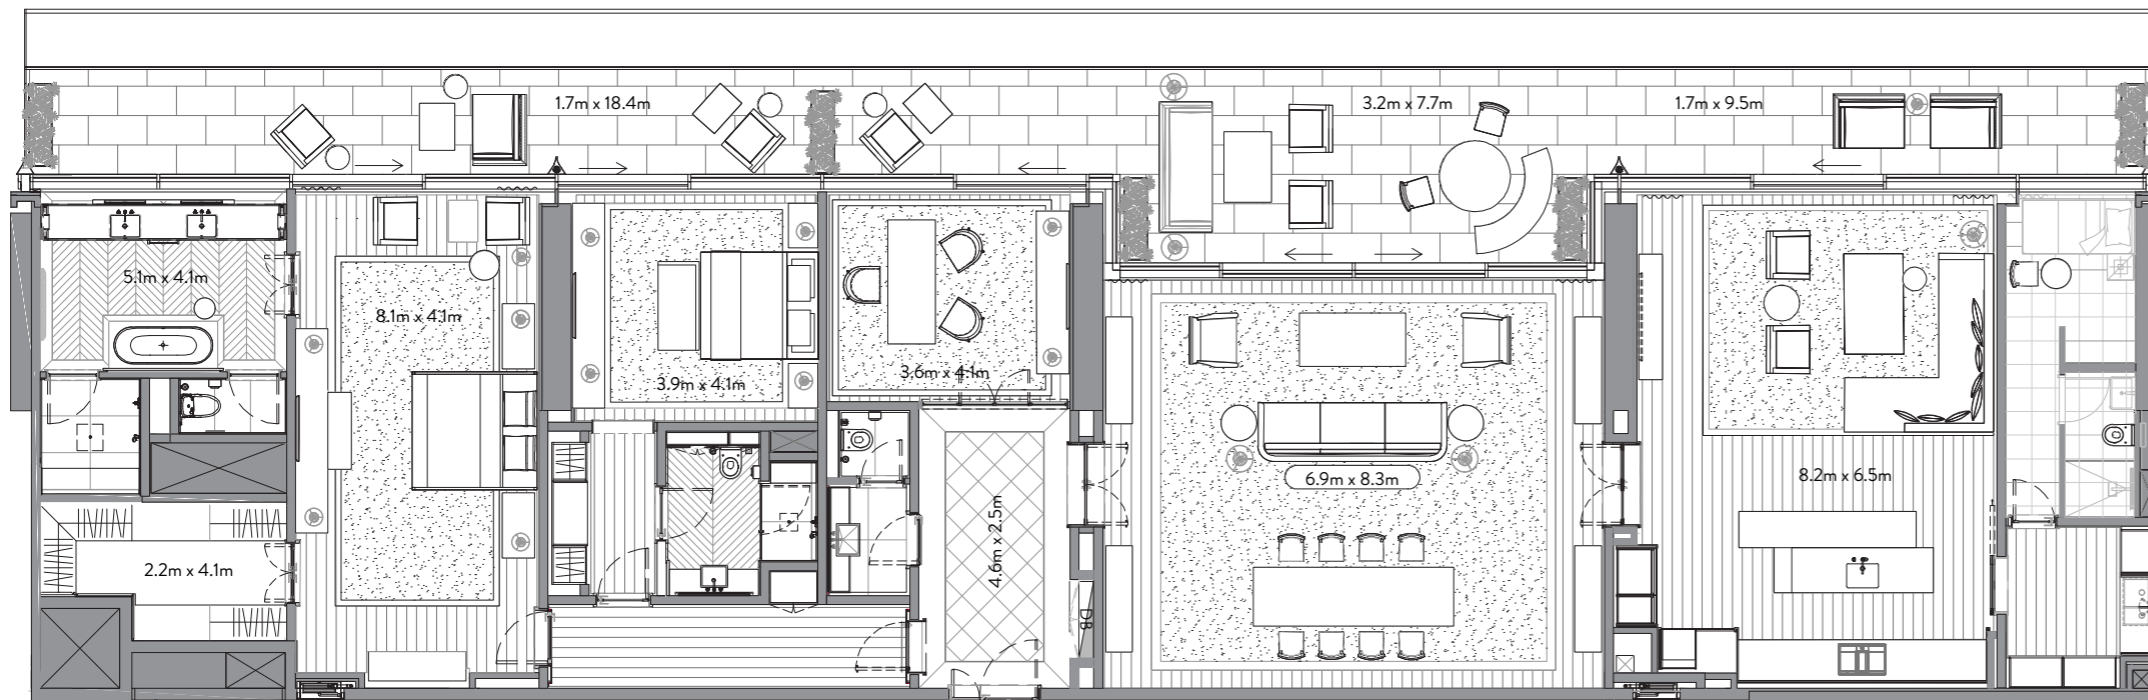 1.7m x 18.4m
3.2m x 7.7m
1.7m x 9.5m
5.1m x 4.1m
8.1m x 4.1m
3.9m x 4.1m
3.6m x 4.1m
6.9m x 8.3m
8.2m x 6.5m
4.6m x 2.5m
2.2m x 4.1m
DB